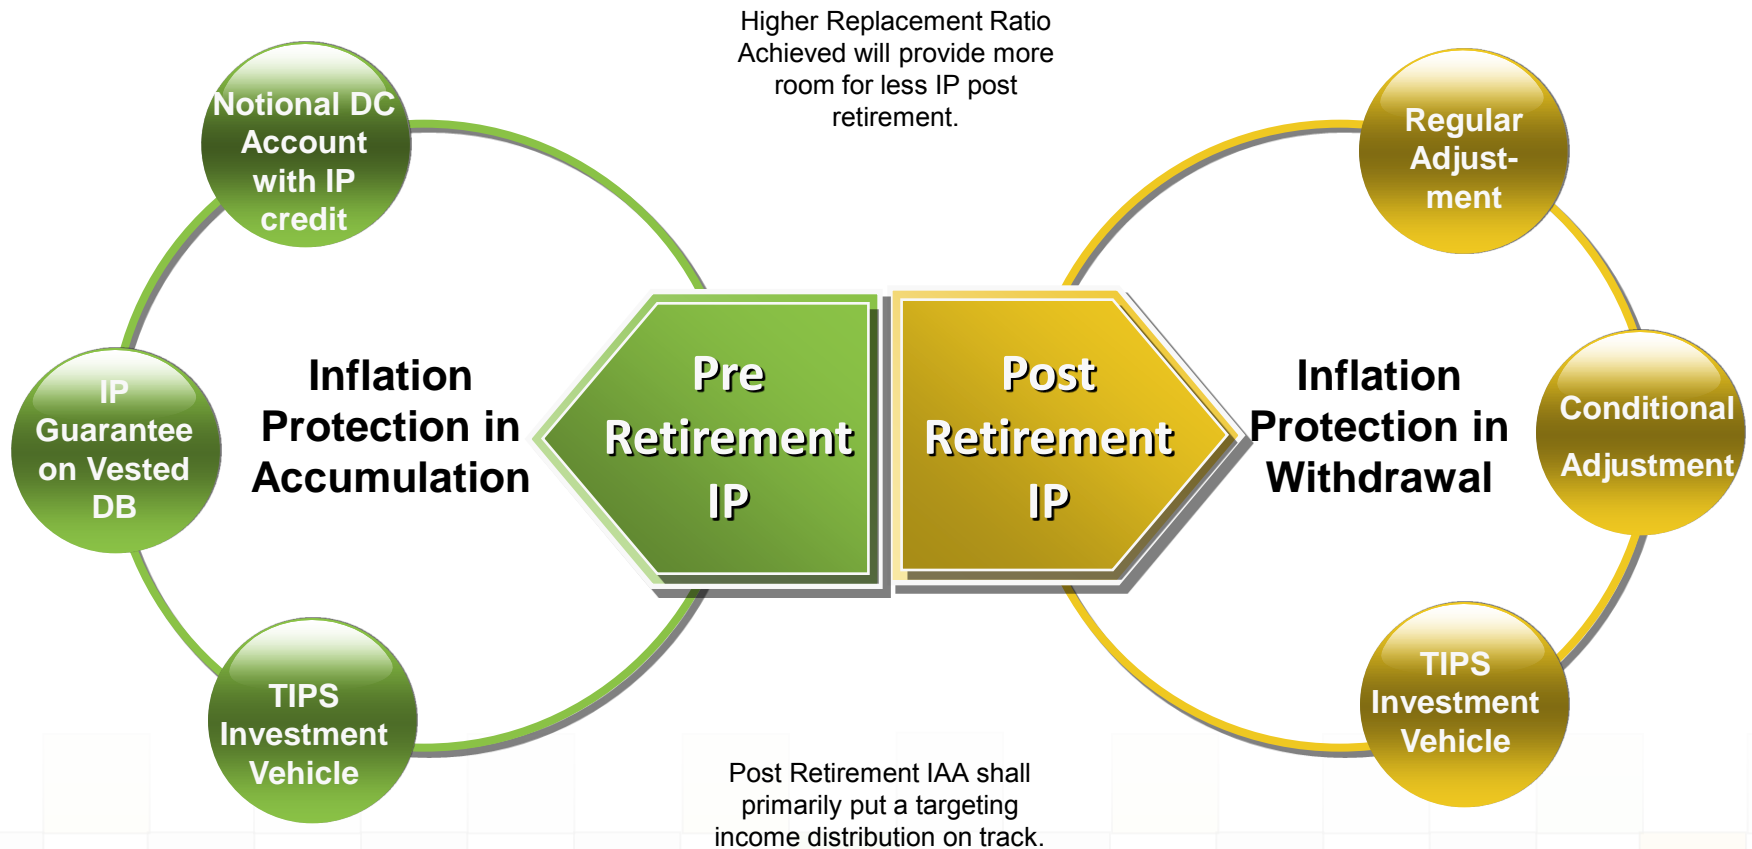 Higher Replacement Ratio
Achieved will provide more
room for less IP post
retirement.
Notional DC
Account
with IP
credit
IP
Guarantee
on Vested
DB
TIPS
Investment
Vehicle
Inflation
Protection in
Accumulation
Pre
Retirement
IP
Post
Retirement
IP
Inflation
Protection in
Withdrawal
Regular
Adjust-
ment
Conditional
Adjustment
TIPS
Investment
Vehicle
Post Retirement IAA shall
primarily put a targeting
income distribution on track.